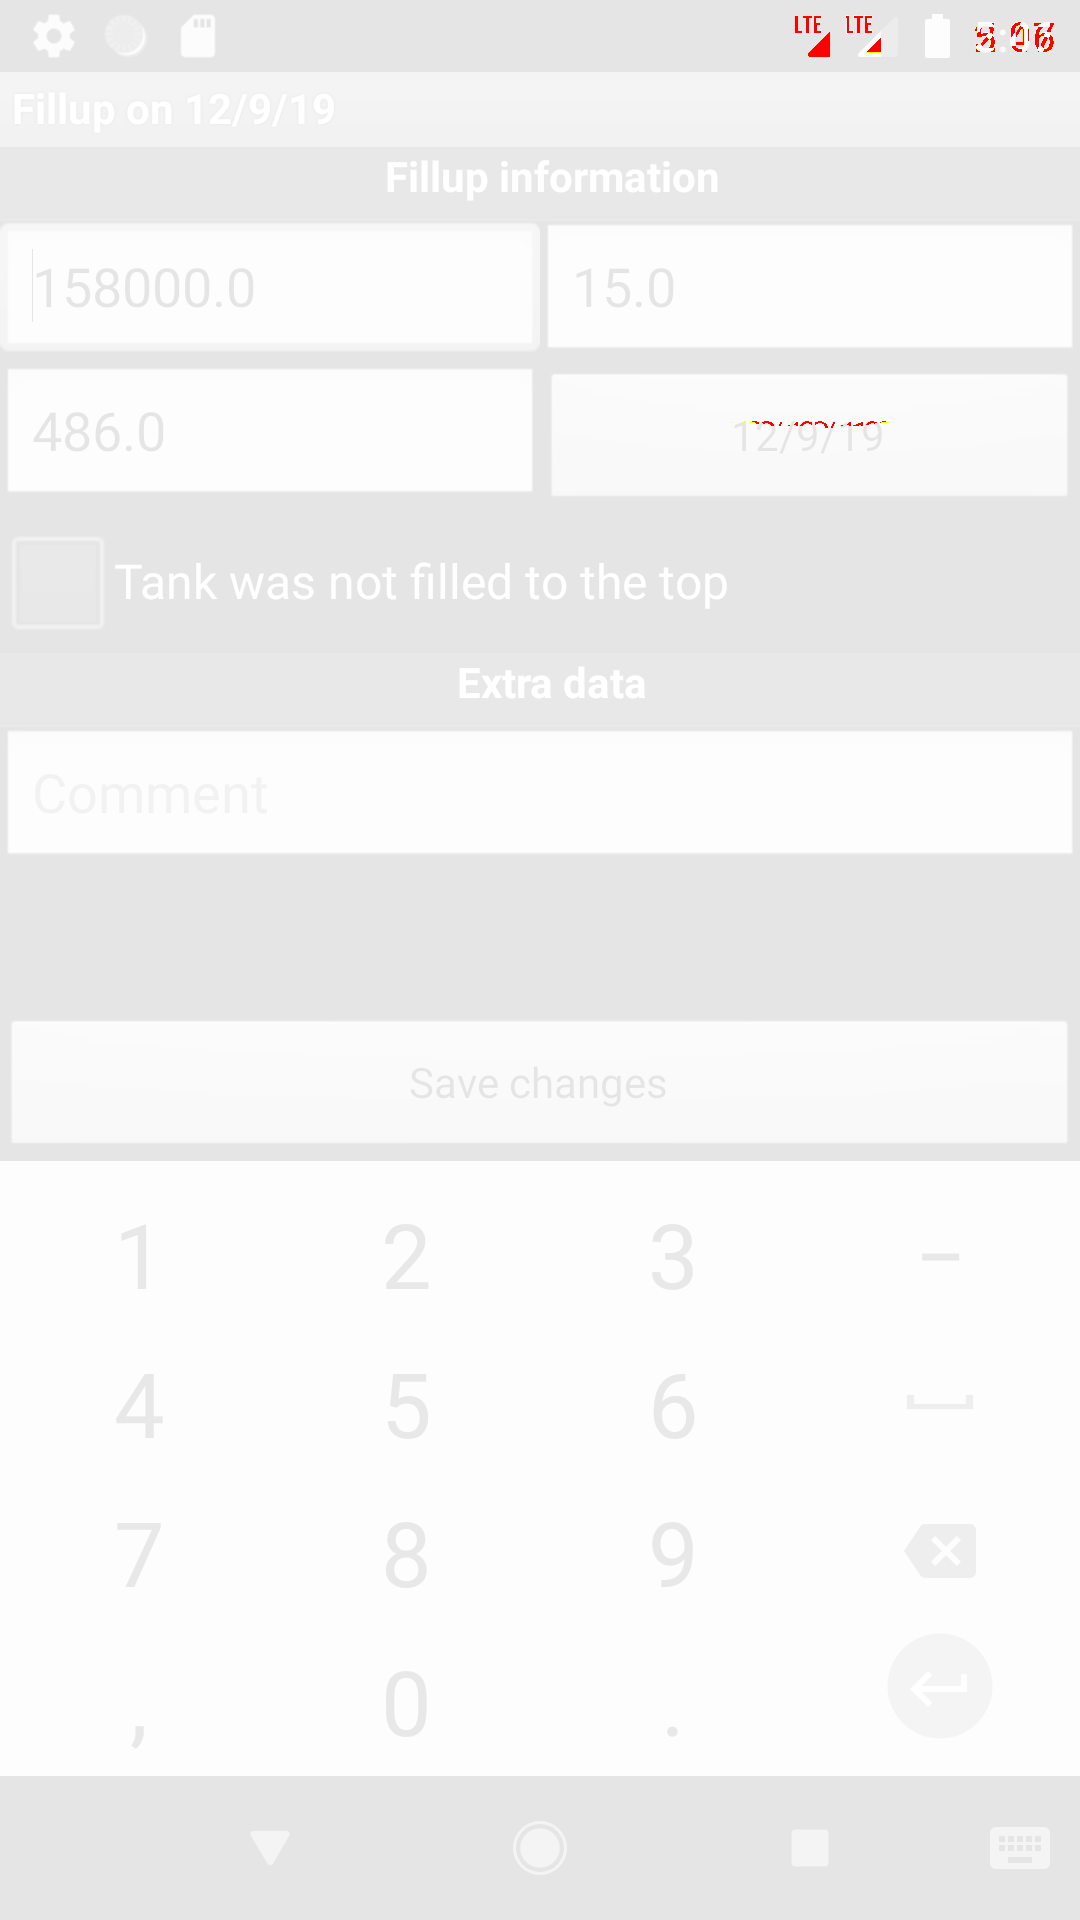 LTE LTE
Fillup on 12/9/19
Fillup information
158000.0 15.0
486.0 12/9/19
Tank was not filled to the top
Extra data
Comment
Save changes
1 2 3 –
4 5 6
7 8 9
, 0 .